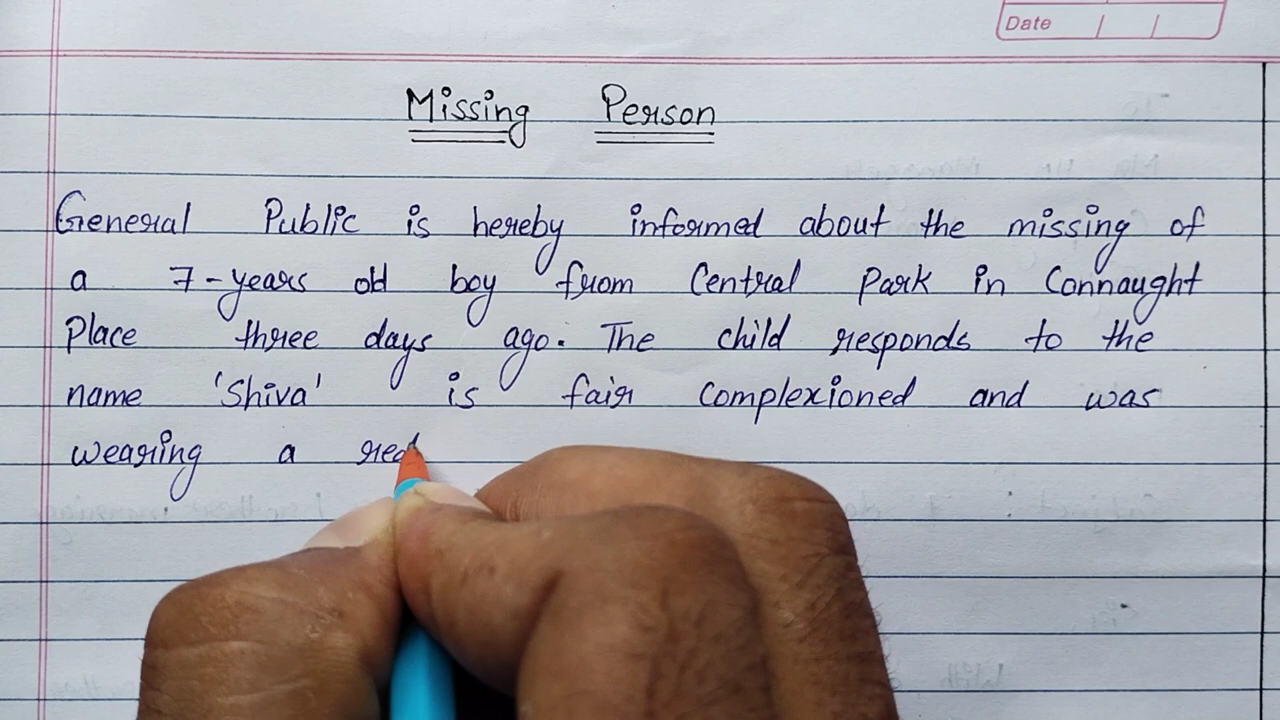 Date
Missing Person
General Public is hereby informed about the missing of
a 7-years old boy from Central Park in Connaught
Place three days ago. The child responds to the
name 'Shiva' is fair complexioned and was
wearing a red